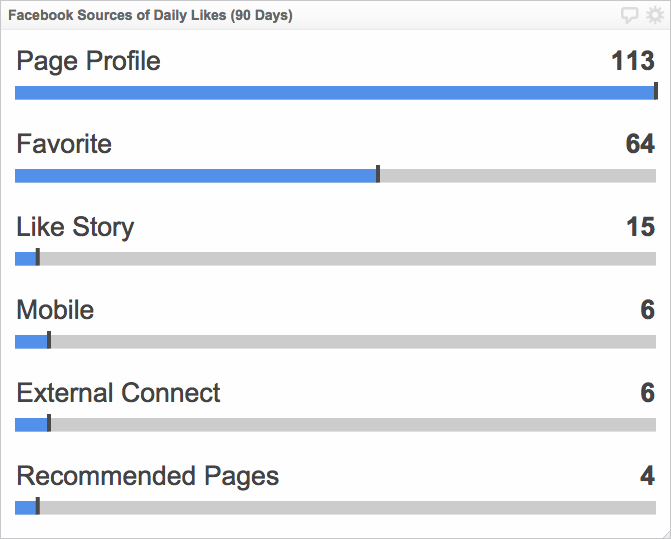 Facebook Sources of Daily Likes (90 Days)
Page Profile 113
Favorite 64
Like Story 15
Mobile 6
External Connect 6
Recommended Pages 4